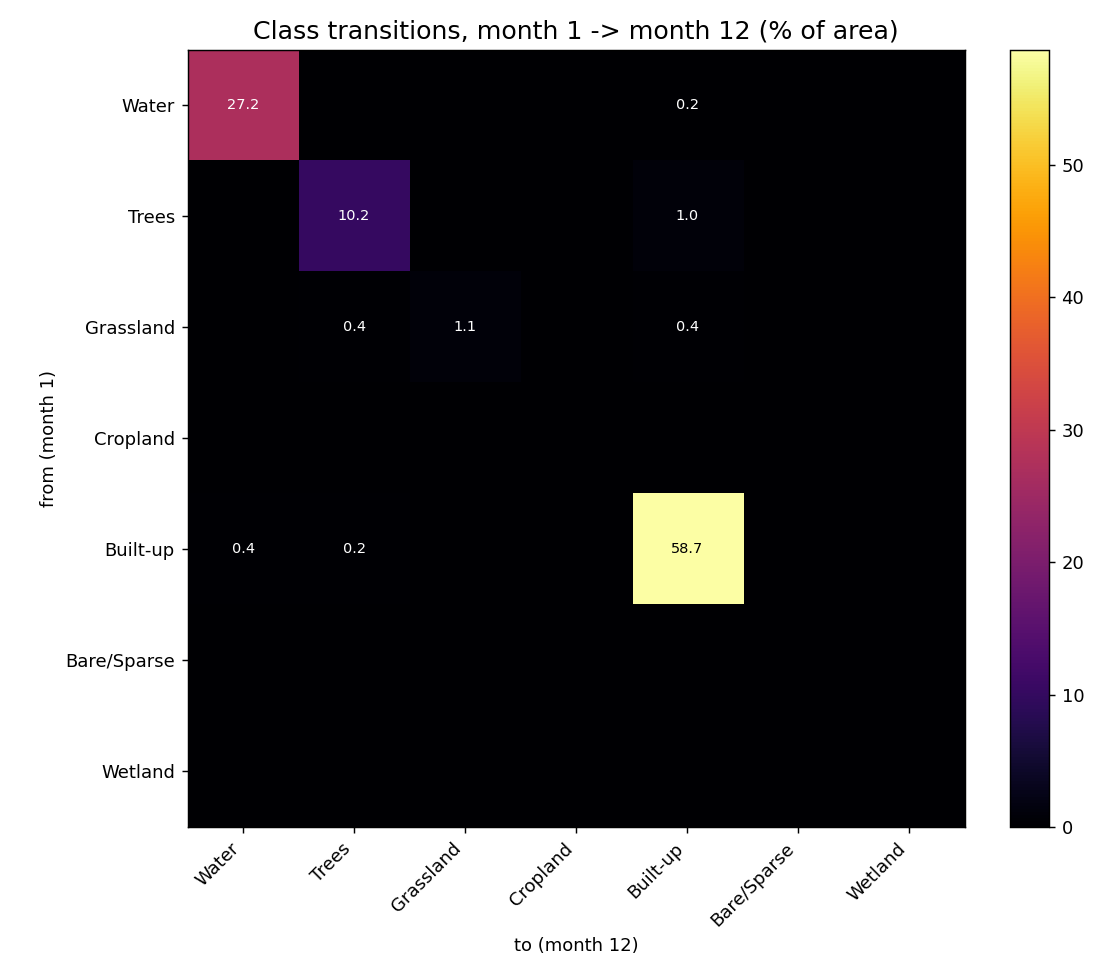 Class transitions, month 1 -> month 12 (% of area)
from (month 1)
Water
Trees
Grassland
Cropland
Built-up
Bare/Sparse
Wetland
27.2 0.2
10.2 1.0
0.4 1.1 0.4
0.4 0.2 58.7
50
40
30
20
10
0
Water
Trees
Grassland
Cropland
Built-up
Bare/Sparse
Wetland
to (month 12)